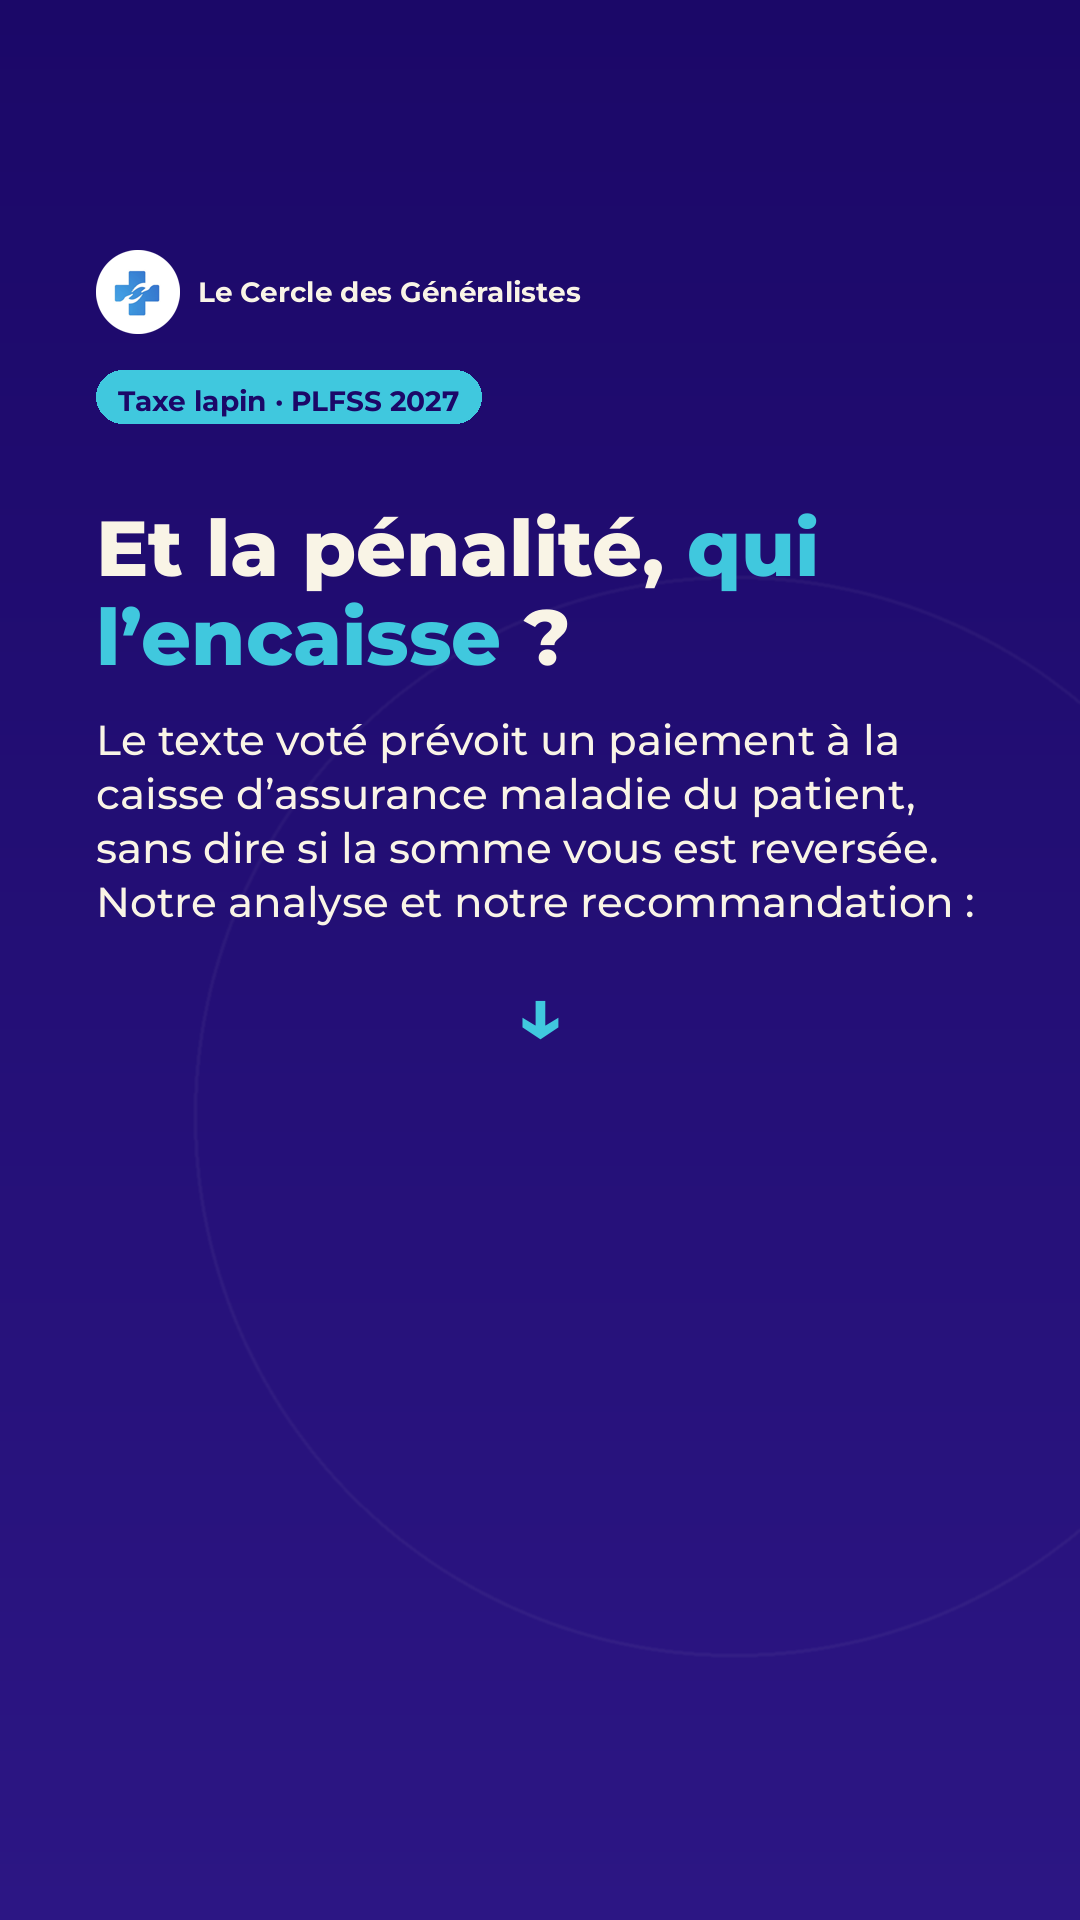 Le Cercle des Généralistes
Taxe lapin · PLFSS 2027
Et la pénalité, qui
l’encaisse ?
Le texte voté prévoit un paiement à la
caisse d’assurance maladie du patient,
sans dire si la somme vous est reversée.
Notre analyse et notre recommandation :